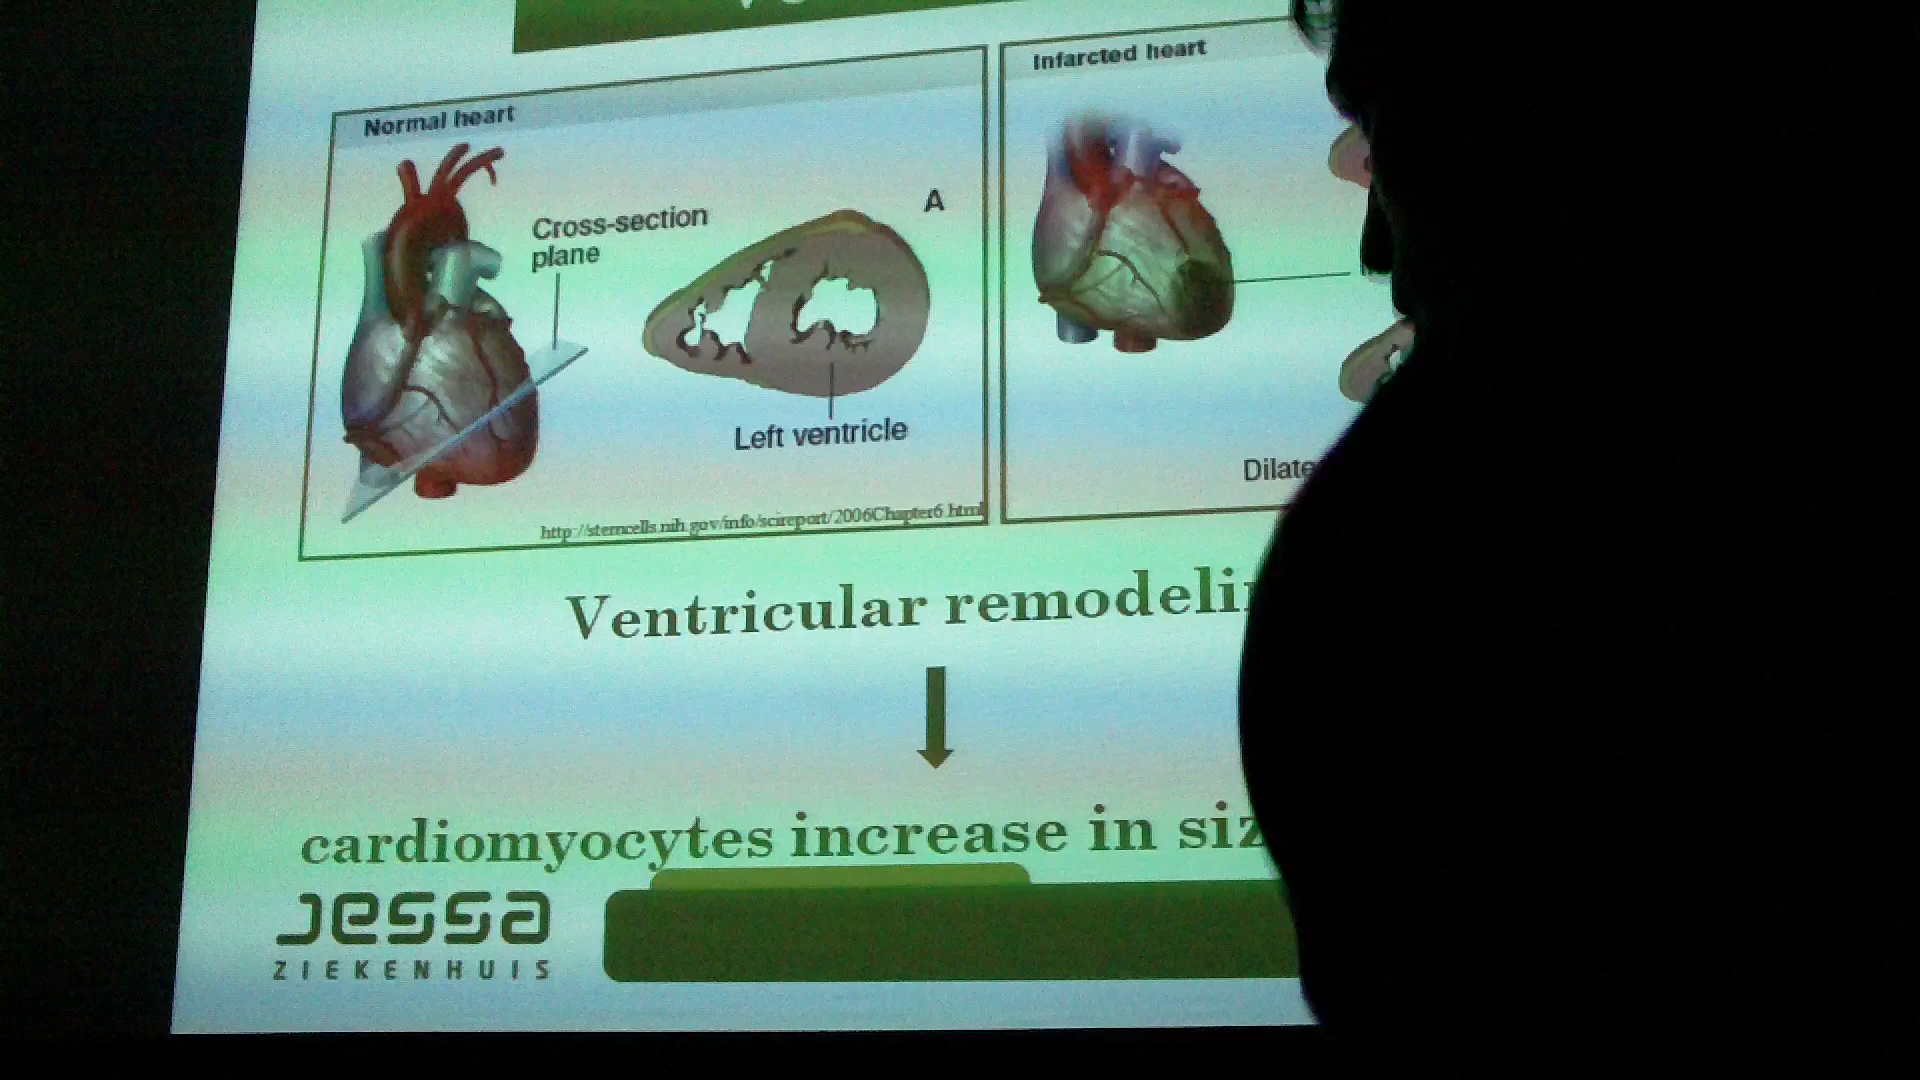 Normal heart
Infarcted heart
Cross-section
plane
A
Left ventricle
http://stemcells.nih.gov/info/scireport/2006Chapter6.html
Dilate
Ventricular remodeli
cardiomyocytes increase in siz
Jessa
ZIEKENHUIS